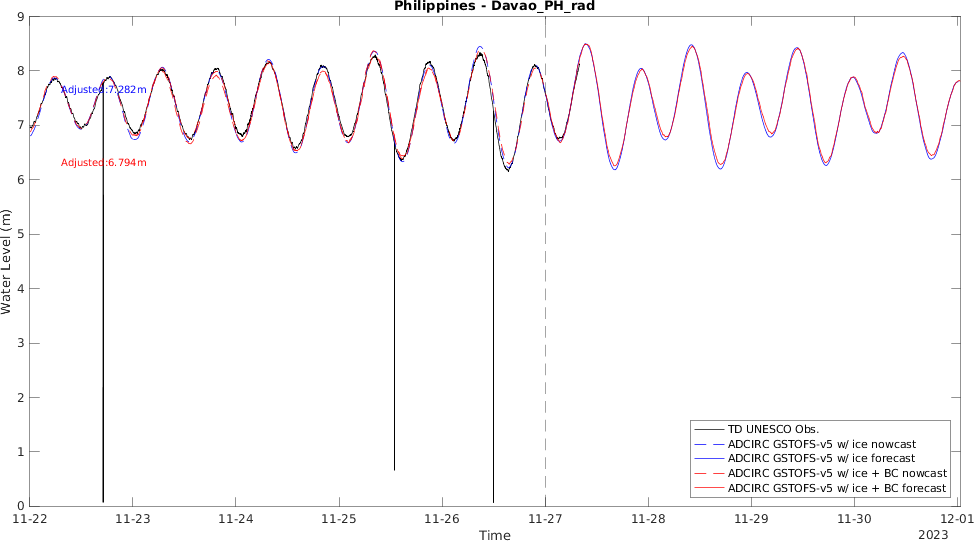 Philippines - Davao_PH_rad
Water Level (m)
9
8
7
6
5
4
3
2
1
0
Adjusted:7.282m
Adjusted:6.794m
TD UNESCO Obs.
ADCIRC GSTOFS-v5 w/ ice nowcast
ADCIRC GSTOFS-v5 w/ ice forecast
ADCIRC GSTOFS-v5 w/ ice + BC nowcast
ADCIRC GSTOFS-v5 w/ ice + BC forecast
11-22 11-23 11-24 11-25 11-26 11-27 11-28 11-29 11-30 12-01
Time
2023